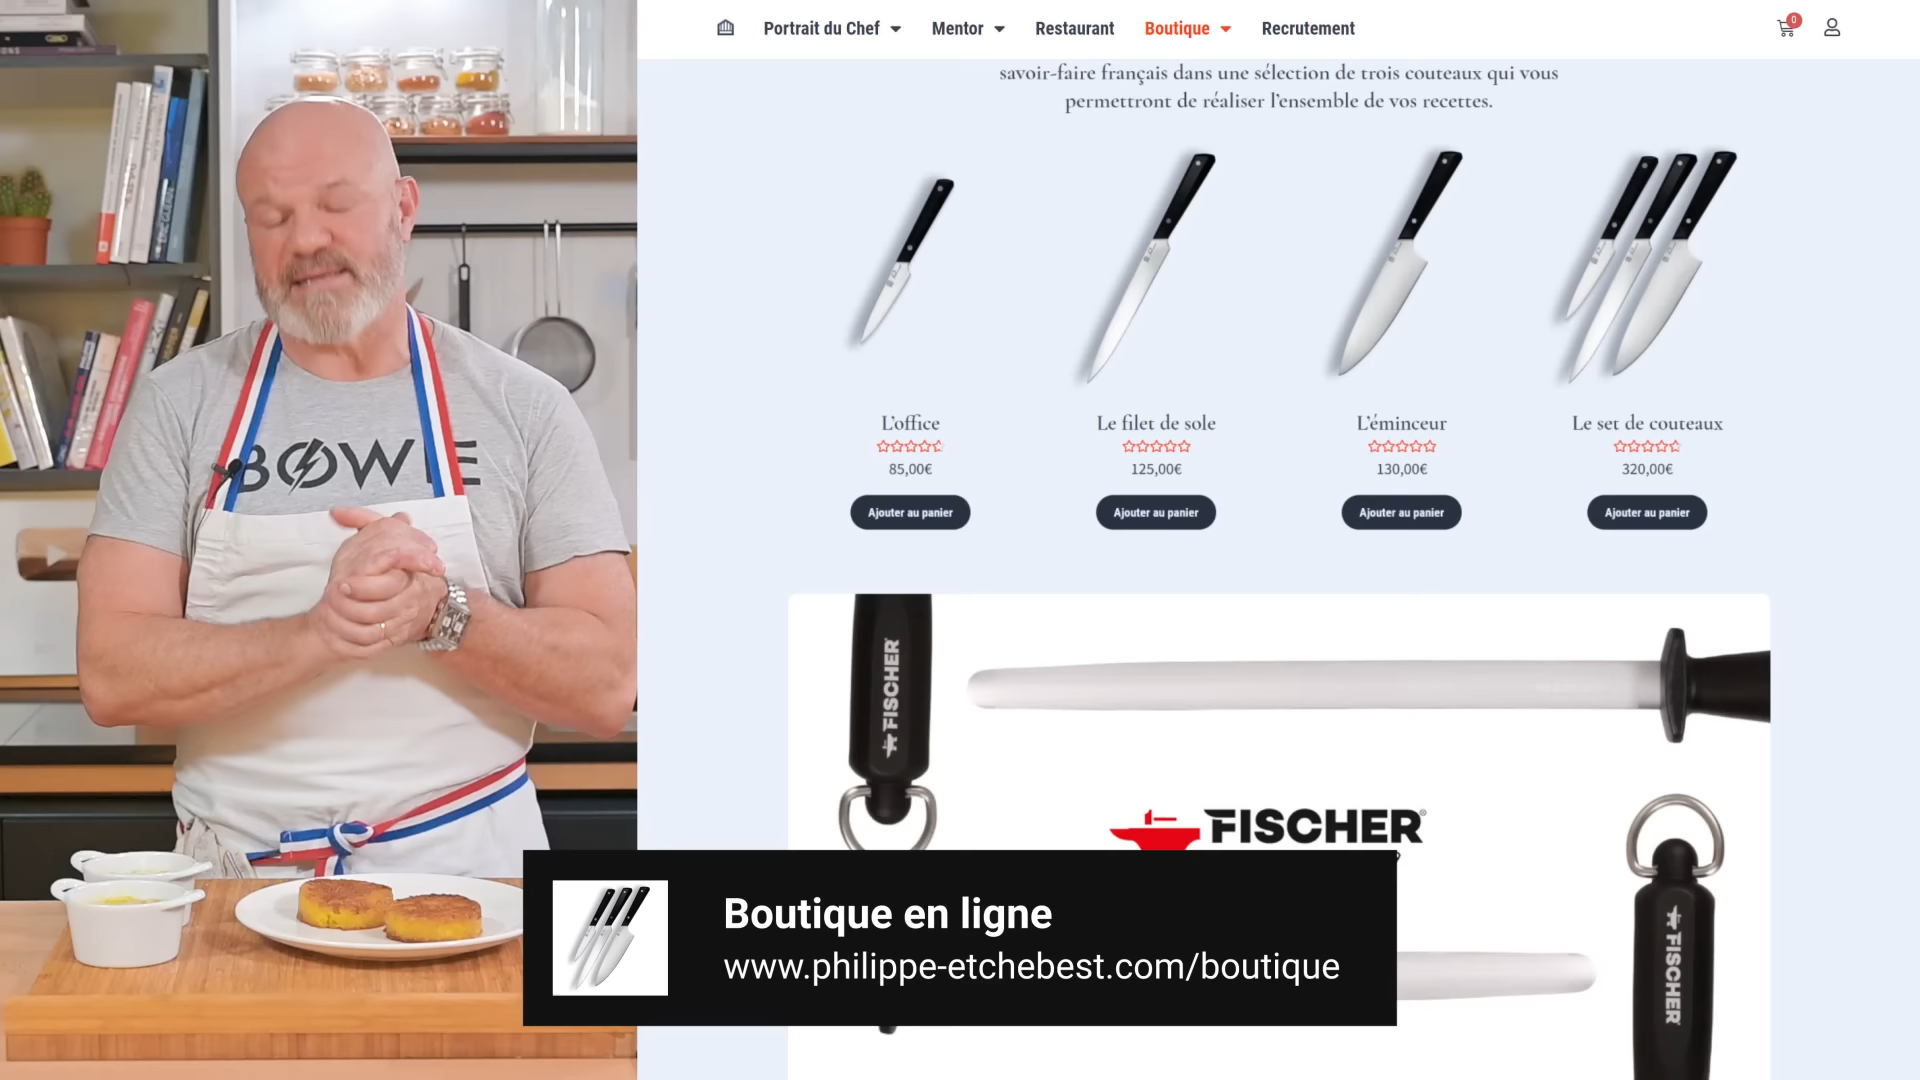 Portrait du Chef
Mentor
Restaurant
Boutique
Recrutement
0
savoir-faire français dans une sélection de trois couteaux qui vous
permettront de réaliser l'ensemble de vos recettes.
L'office
85,00€
Ajouter au panier
Le filet de sole
125,00€
Ajouter au panier
L'éminceur
130,00€
Ajouter au panier
Le set de couteaux
320,00€
Ajouter au panier
BOWIE
FISCHER
FISCHER®
FISCHER
Boutique en ligne
www.philippe-etchebest.com/boutique